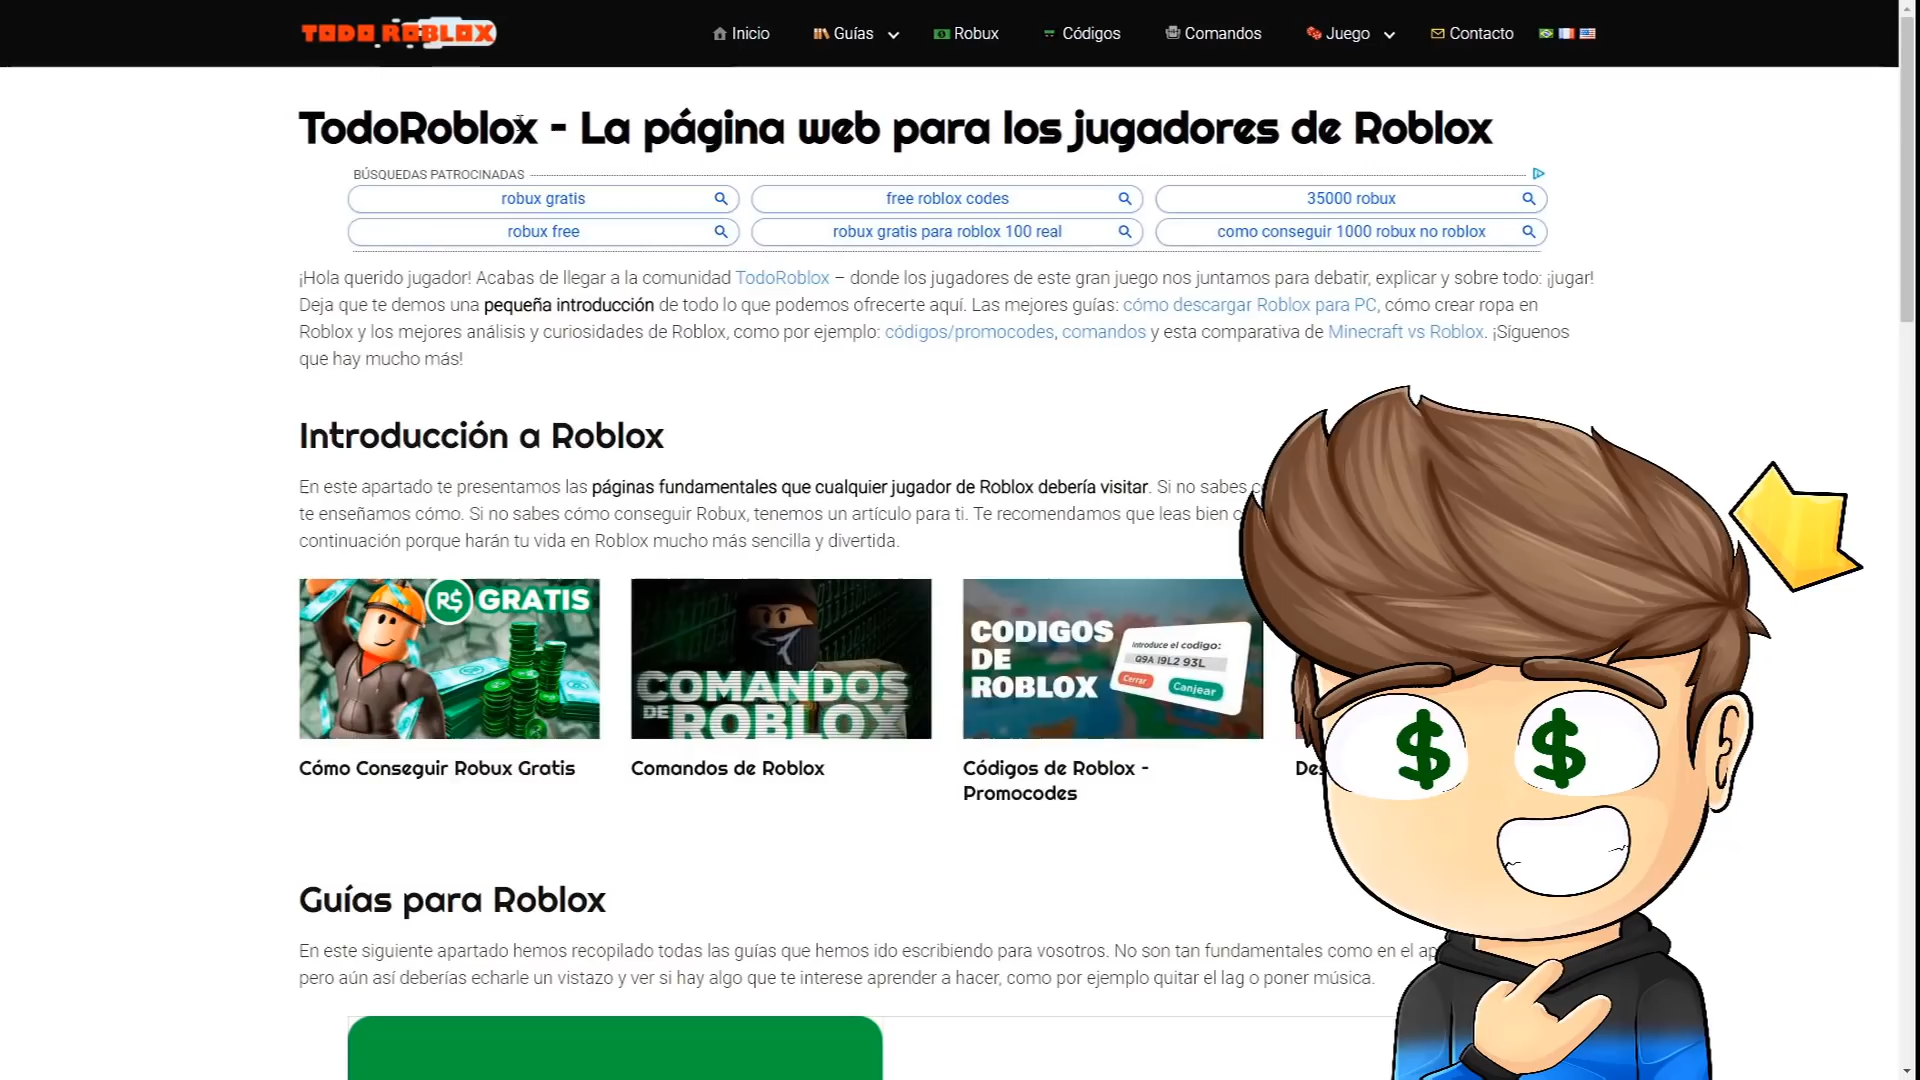 TODO ROBLOX
Inicio
Guías
Robux
Códigos
Comandos
Juego
Contacto
TodoRoblox - La página web para los jugadores de Roblox
BÚSQUEDAS PATROCINADAS
robux gratis
free roblox codes
35000 robux
robux free
robux gratis para roblox 100 real
como conseguir 1000 robux no roblox
¡Hola querido jugador! Acabas de llegar a la comunidad TodoRoblox – donde los jugadores de este gran juego nos juntamos para debatir, explicar y sobre todo: ¡jugar!
Deja que te demos una pequeña introducción de todo lo que podemos ofrecerte aquí. Las mejores guías: cómo descargar Roblox para PC, cómo crear ropa en
Roblox y los mejores análisis y curiosidades de Roblox, como por ejemplo: códigos/promocodes, comandos y esta comparativa de Minecraft vs Roblox. ¡Síguenos
que hay mucho más!
Introducción a Roblox
En este apartado te presentamos las páginas fundamentales que cualquier jugador de Roblox debería visitar. Si no sabes
te enseñamos cómo. Si no sabes cómo conseguir Robux, tenemos un artículo para ti. Te recomendamos que leas bien
continuación porque harán tu vida en Roblox mucho más sencilla y divertida.
R$ GRATIS
COMANDOS
DE ROBLOX
CODIGOS
DE
ROBLOX
Introduce el codigo:
Q9A I9L2 93L
Cerrar
Canjear
Cómo Conseguir Robux Gratis
Comandos de Roblox
Códigos de Roblox -
Promocodes
Des
$ $
Guías para Roblox
En este siguiente apartado hemos recopilado todas las guías que hemos ido escribiendo para vosotros. No son tan fundamentales como en el ap
pero aún así deberías echarle un vistazo y ver si hay algo que te interese aprender a hacer, como por ejemplo quitar el lag o poner música.